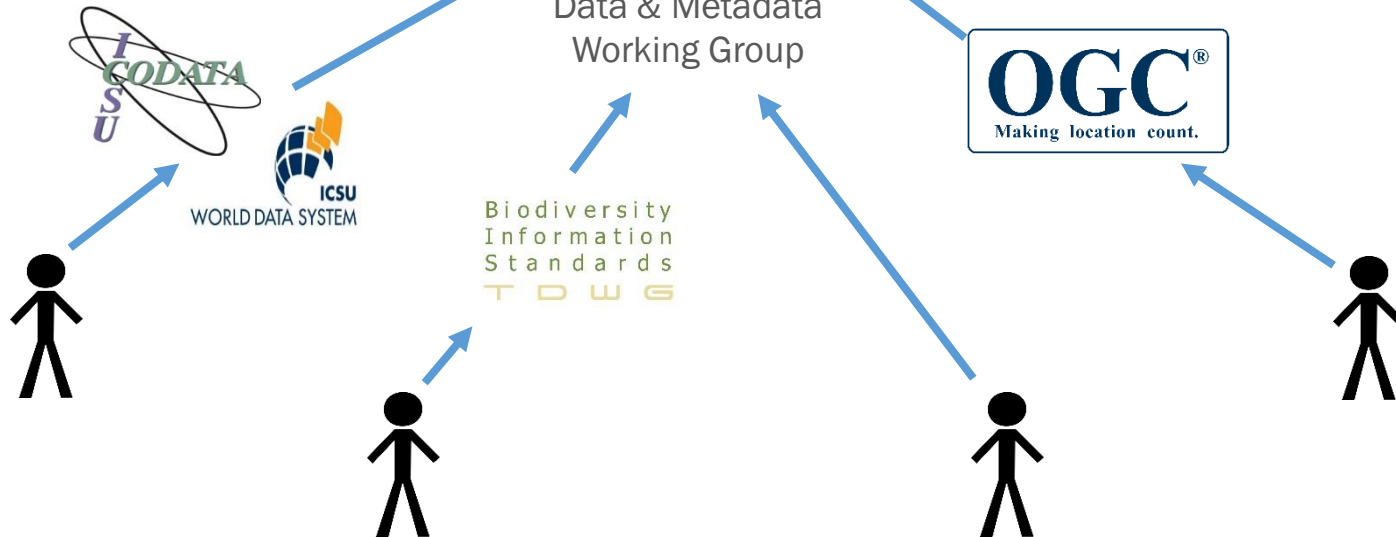 Data & Metadata
Working Group
I
CODATA
S
U
OGC®
Making location count.
ICSU
WORLD DATA SYSTEM
Biodiversity
Information
Standards
TDWG